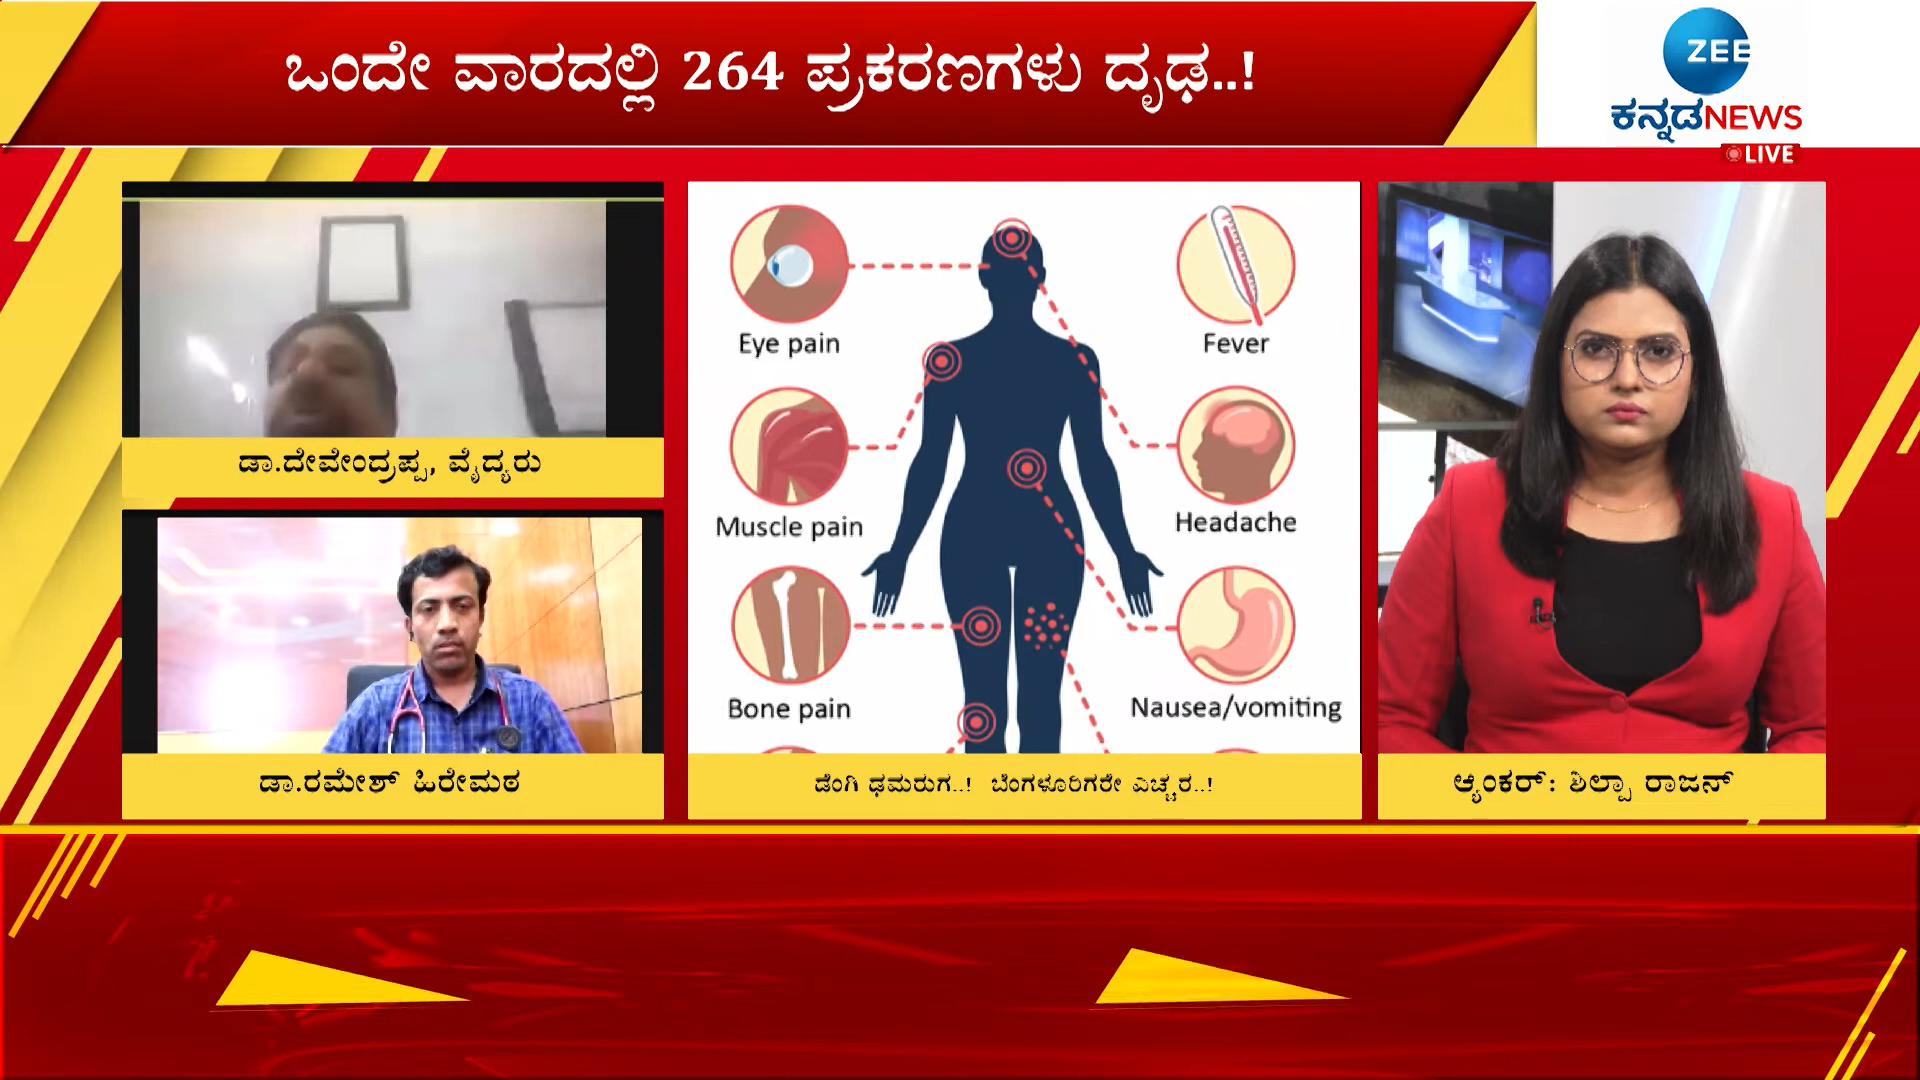 ಒಂದೇ ವಾರದಲ್ಲಿ 264 ಪ್ರಕರಣಗಳು ದೃಢ..!
ZEE
ಕನ್ನಡNEWS
LIVE
Eye pain
Fever
Muscle pain
Headache
Bone pain
Nausea/vomiting
ಡಾ.ದೇವೇಂದ್ರಪ್ಪ, ವೈದ್ಯರು
ಡಾ.ರಮೇಶ್ ಹಿರೇಮಠ
ಡೆಂಗಿ ಢಮರುಗ..! ಬೆಂಗಳೂರಿಗರೇ ಎಚ್ಚರ..!
ಆ್ಯಂಕರ್: ಶಿಲ್ಪಾ ರಾಜನ್